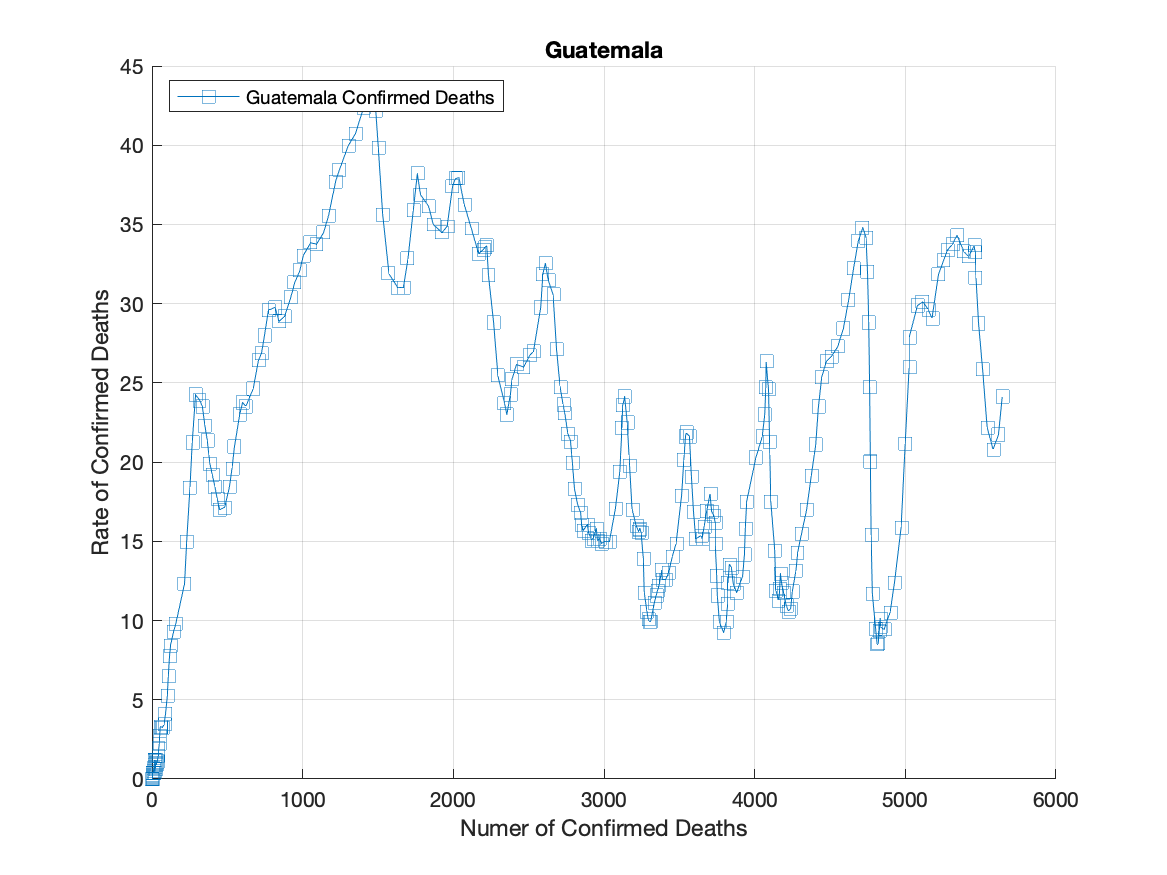 Guatemala
45
Guatemala Confirmed Deaths
40
35
30
25
20
15
10
5
0
Rate of Confirmed Deaths
0 1000 2000 3000 4000 5000 6000
Numer of Confirmed Deaths